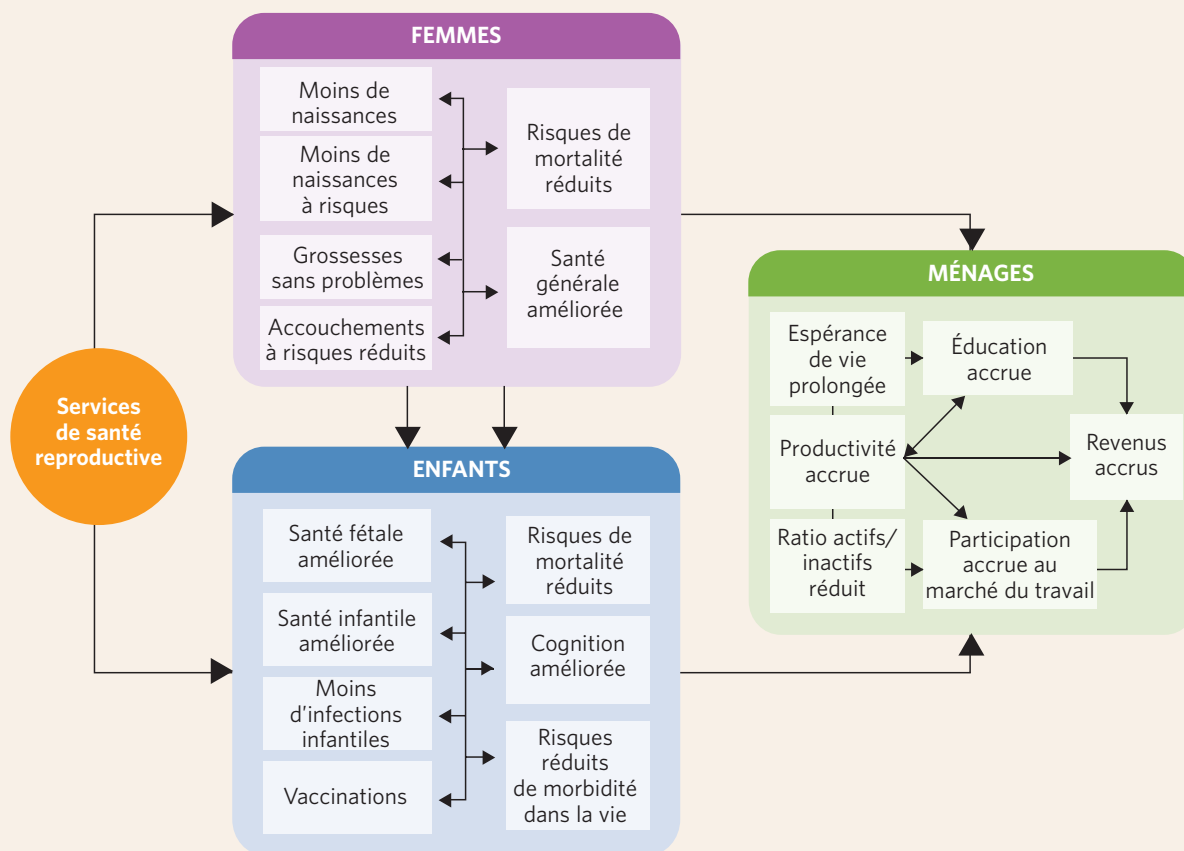 FEMMES
Moins de
naissances
Moins de
naissances
à risques
Grossesses
sans problèmes
Accouchements
à risques réduits
Risques de
mortalité
réduits
Santé
générale
améliorée
Services
de santé
reproductive
ENFANTS
Santé fétale
améliorée
Santé infantile
améliorée
Moins
d'infections
infantiles
Vaccinations
Risques de
mortalité
réduits
Cognition
améliorée
Risques
réduits
de morbidité
dans la vie
MÉNAGES
Espérance
de vie
prolongée
Productivité
accrue
Ratio actifs/
inactifs
réduit
Éducation
accrue
Participation
accrue au
marché du travail
Revenus
accrus